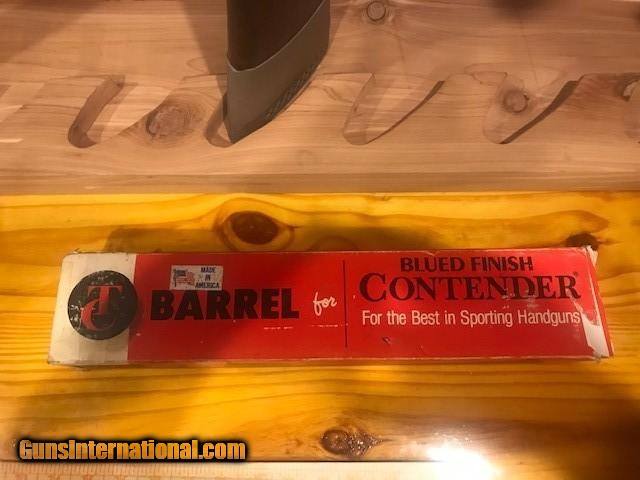 TC
MADE
IN
AMERICA
BARREL for
BLUED FINISH
CONTENDER®
For the Best in Sporting Handguns
GunsInternational.com